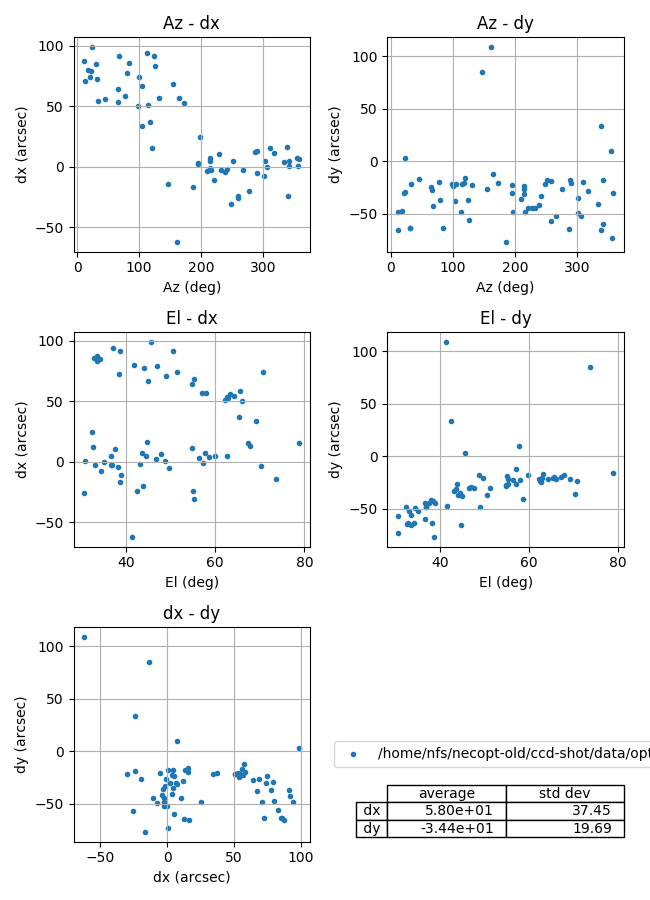 Az - dx
Az - dy
100
50
0
−50
dx (arcsec)
0
100
200
300
Az (deg)
100
50
0
−50
dy (arcsec)
0
100
200
300
Az (deg)
El - dx
El - dy
100
50
0
−50
dx (arcsec)
40
60
80
El (deg)
100
50
0
−50
dy (arcsec)
40
60
80
El (deg)
dx - dy
100
50
0
−50
dy (arcsec)
−50
0
50
100
dx (arcsec)
/home/nfs/necopt-old/ccd-shot/data/opt
average std dev
dx 5.80e+01 37.45
dy -3.44e+01 19.69